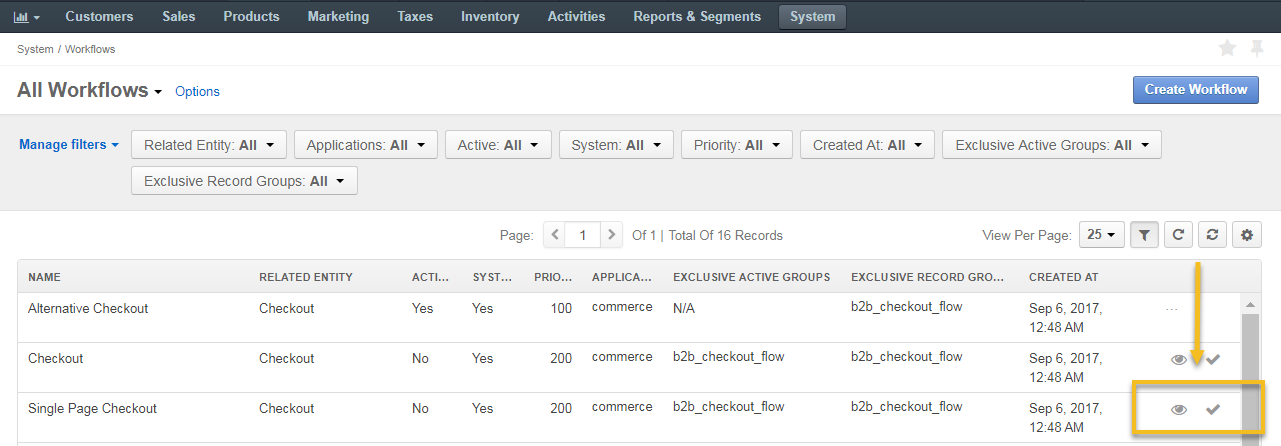 Customers Sales Products Marketing Taxes Inventory Activities Reports & Segments System
System / Workflows
All Workflows Options Create Workflow
Manage filters Related Entity: All Applications: All Active: All System: All Priority: All Created At: All Exclusive Active Groups: All
Exclusive Record Groups: All
Page: 1 Of 1 | Total Of 16 Records View Per Page: 25
NAME RELATED ENTITY ACTI... SYST... PRIO... APPLICA... EXCLUSIVE ACTIVE GROUPS EXCLUSIVE RECORD GRO... CREATED AT
Alternative Checkout Checkout Yes Yes 100 commerce N/A b2b_checkout_flow Sep 6, 2017, ...
12:48 AM
Checkout Checkout No Yes 200 commerce b2b_checkout_flow b2b_checkout_flow Sep 6, 2017,
12:48 AM
Single Page Checkout Checkout No Yes 200 commerce b2b_checkout_flow b2b_checkout_flow Sep 6, 2017,
12:48 AM